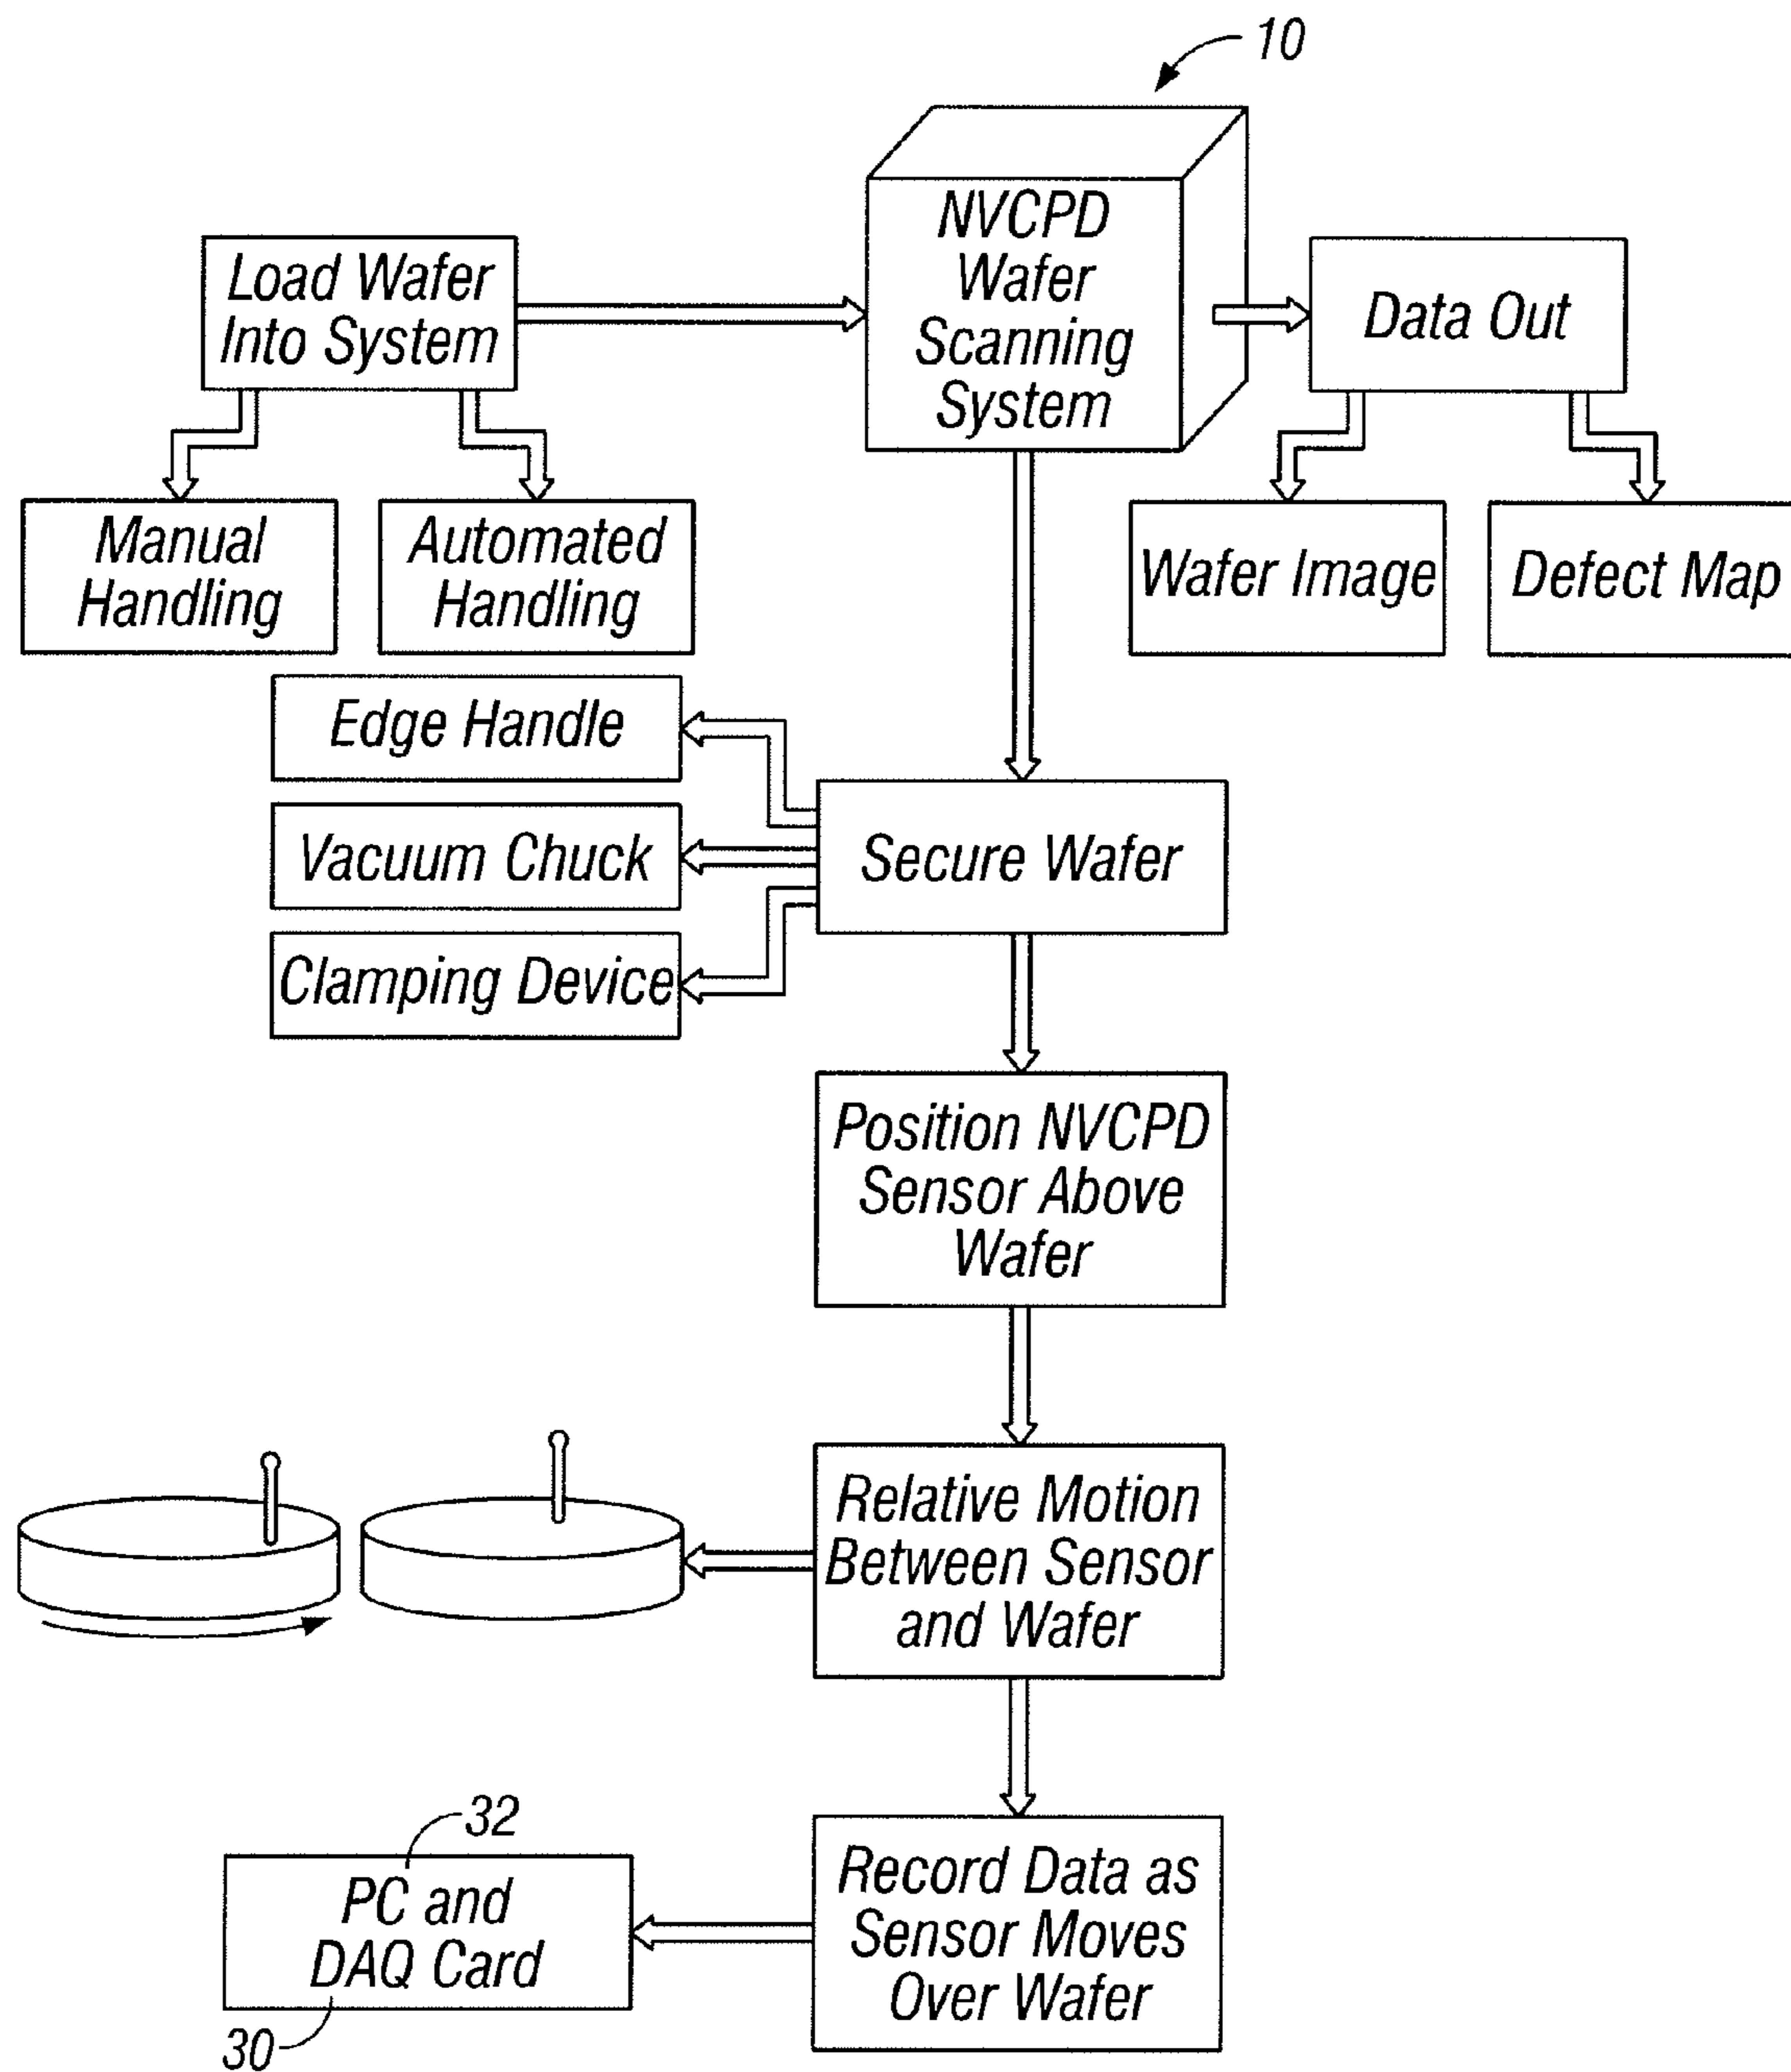 10
NVCPD
Wafer
Scanning
System
Load Wafer
Into System
Data Out
Manual
Handling
Automated
Handling
Wafer Image
Defect Map
Edge Handle
Vacuum Chuck
Clamping Device
Secure Wafer
Position NVCPD
Sensor Above
Wafer
Relative Motion
Between Sensor
and Wafer
32
PC and
DAQ Card
30
Record Data as
Sensor Moves
Over Wafer